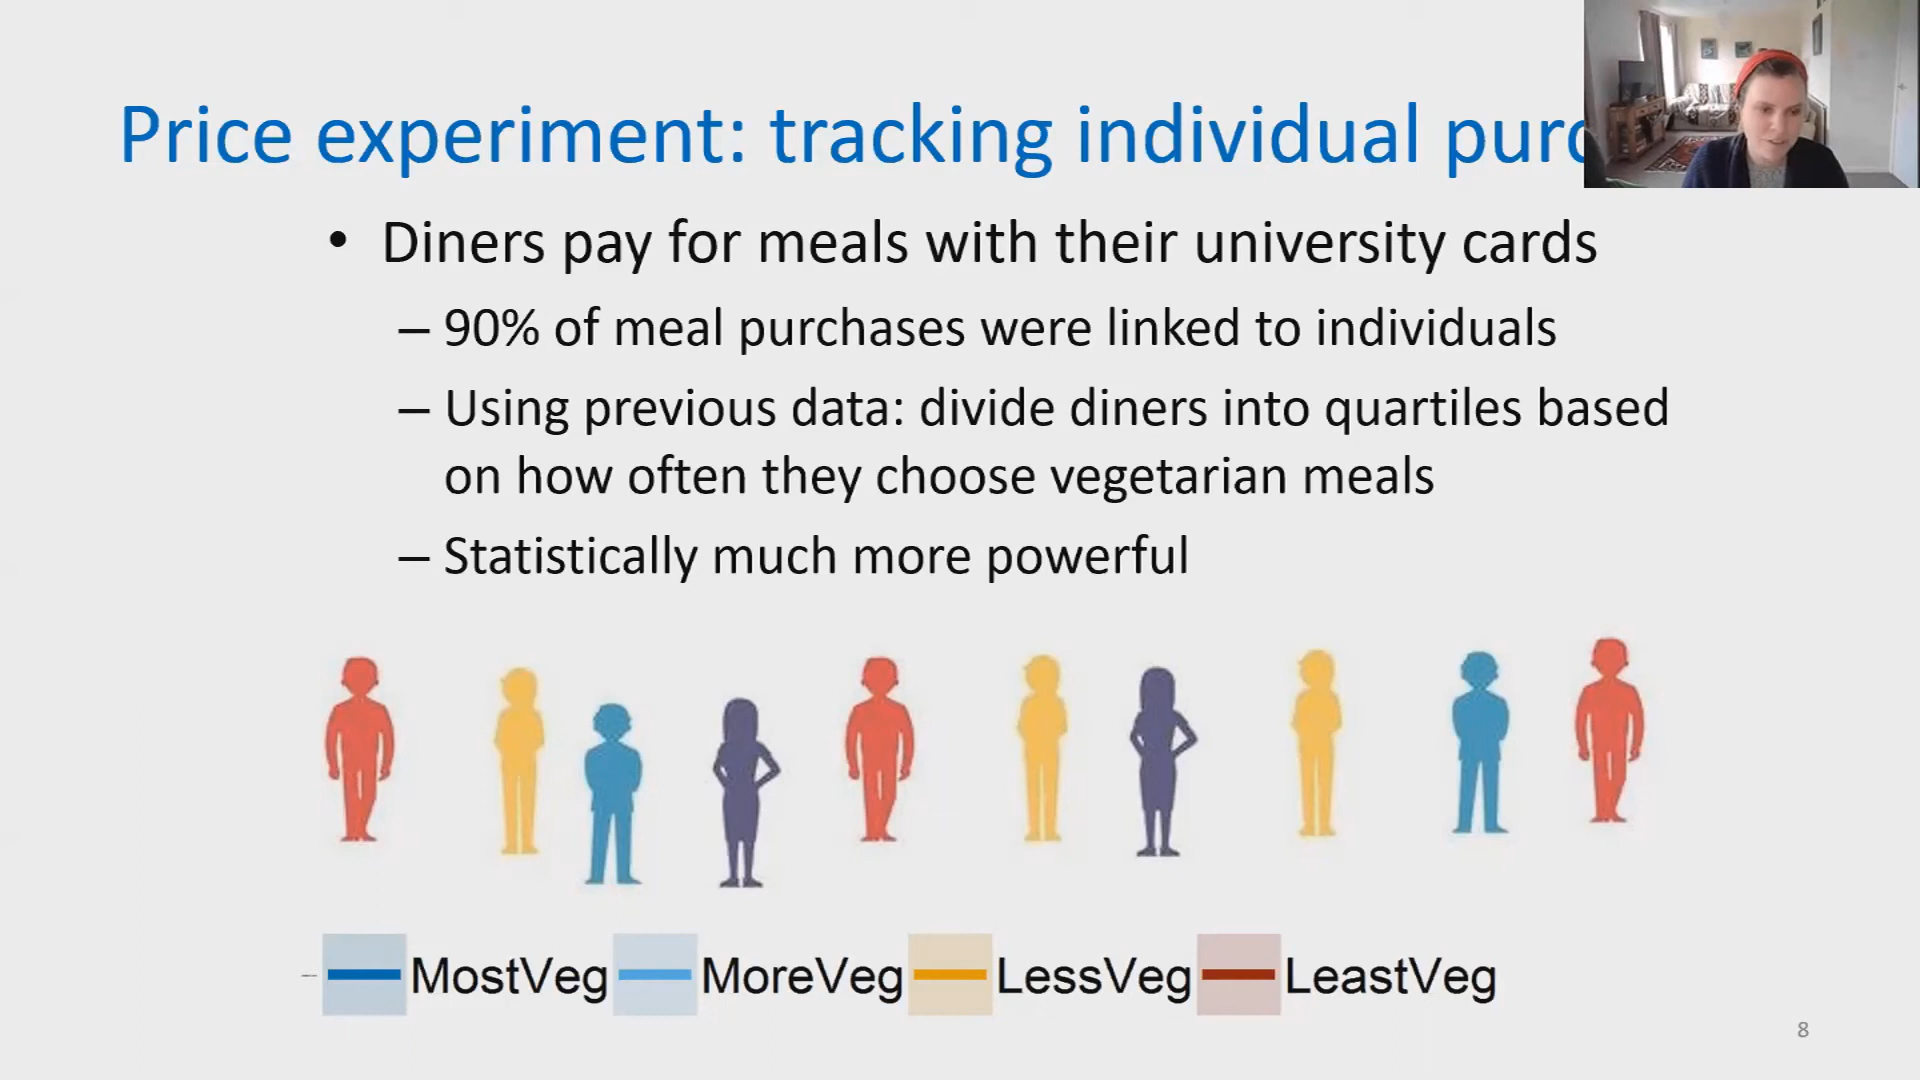 Price experiment: tracking individual
• Diners pay for meals with their university cards
– 90% of meal purchases were linked to individuals
– Using previous data: divide diners into quartiles based
on how often they choose vegetarian meals
– Statistically much more powerful
MostVeg MoreVeg LessVeg LeastVeg
8